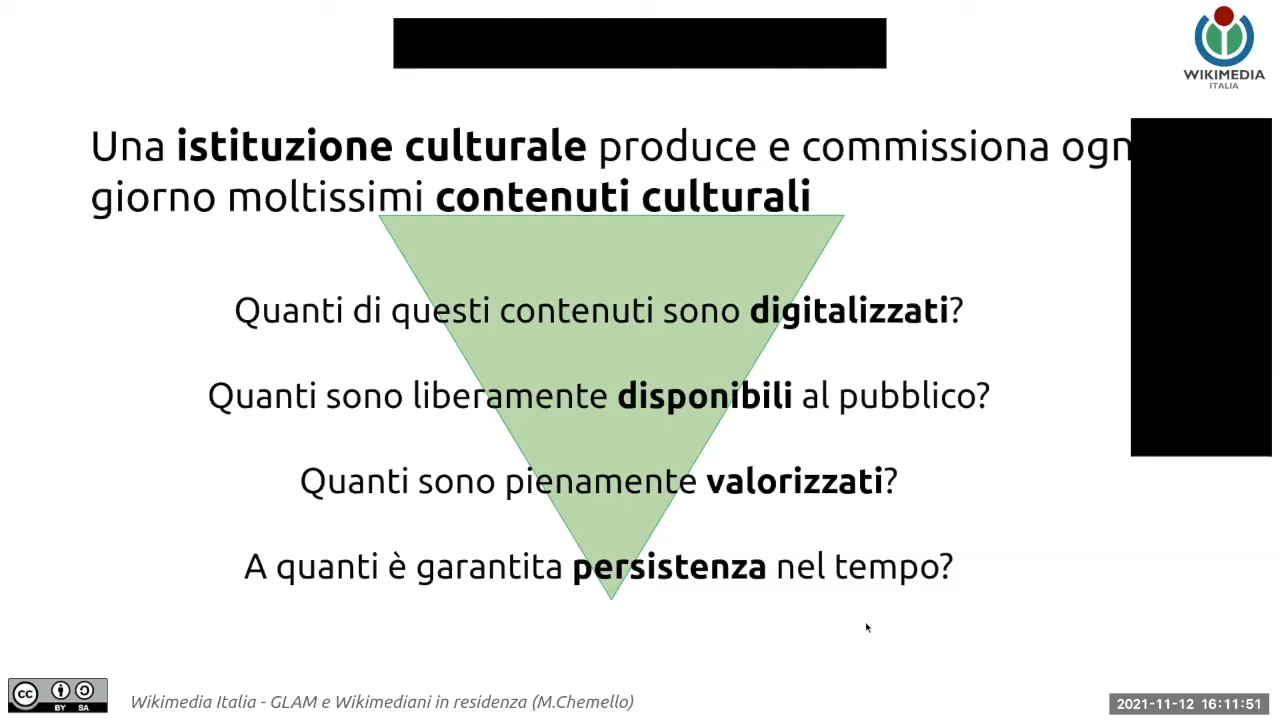 WIKIMEDIA
ITALIA
Una istituzione culturale produce e commissiona
giorno moltissimi contenuti culturali
Quanti di questi contenuti sono digitalizzati?
Quanti sono liberamente disponibili al pubblico?
Quanti sono pienamente valorizzati?
A quanti è garantita persistenza nel tempo?
cc BY SA
Wikimedia Italia - GLAM e Wikimediani in residenza (M.Chemello)
2021-11-12 16:11:51